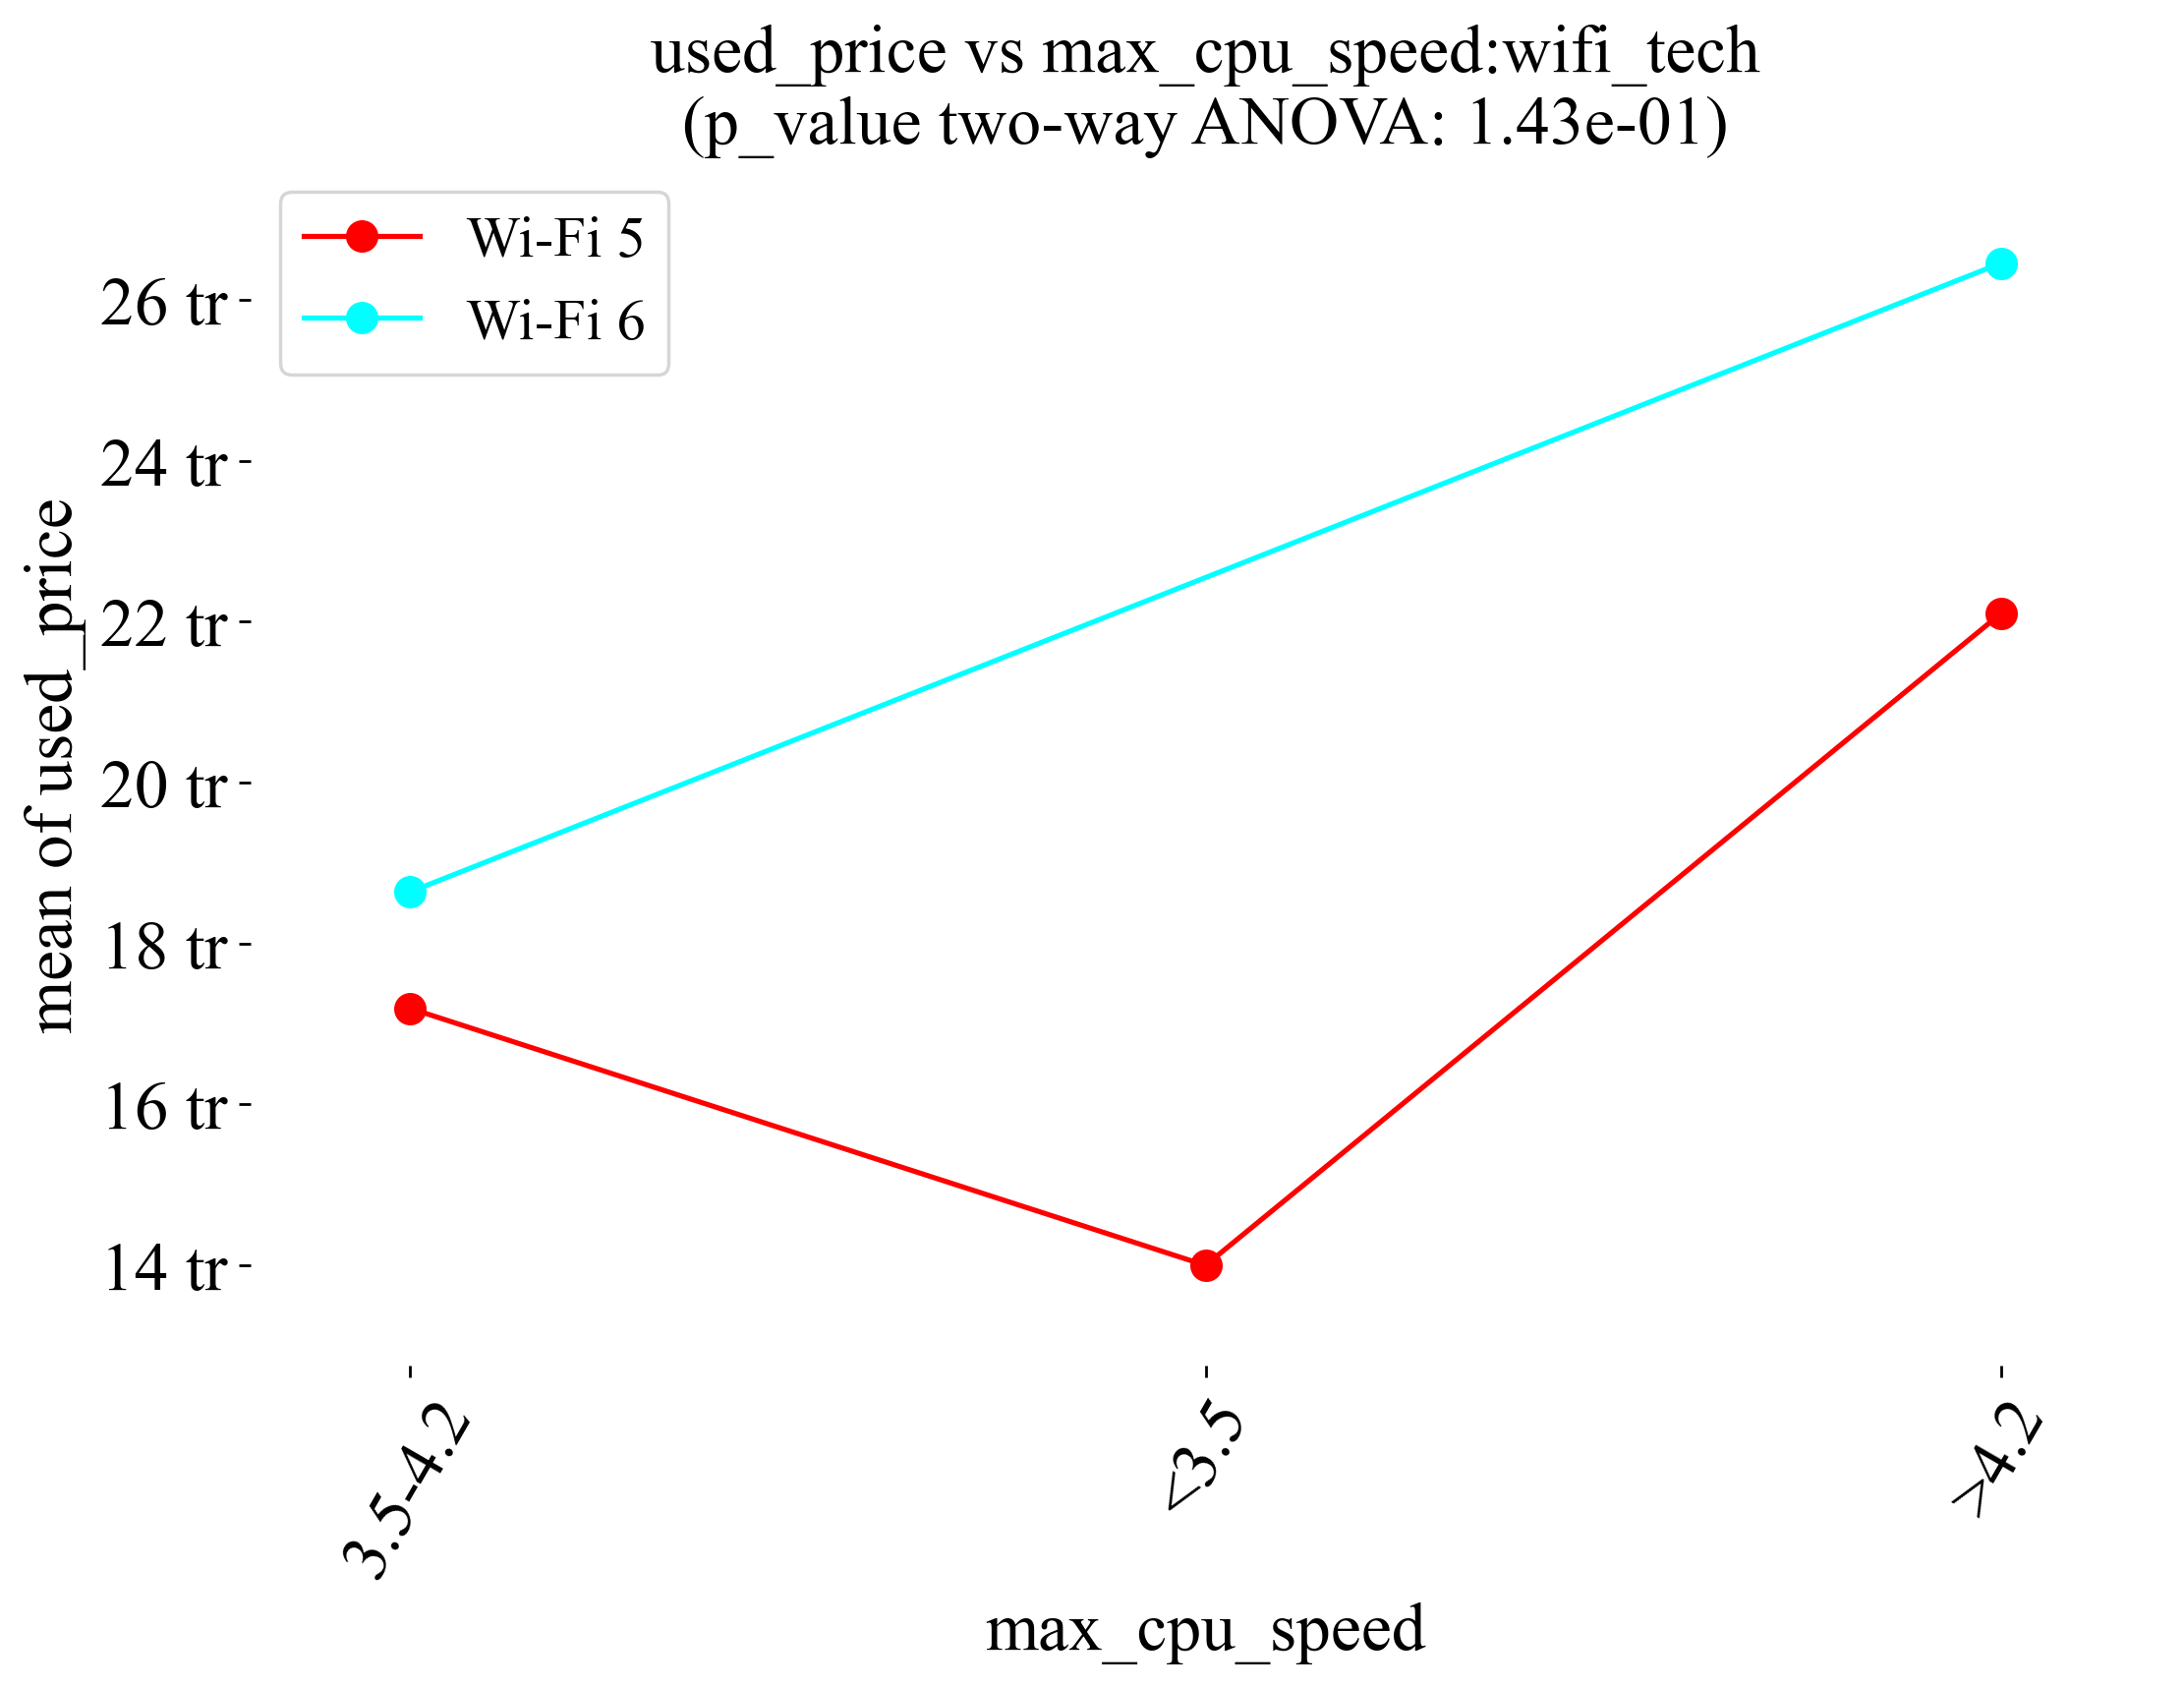 used_price vs max_cpu_speed:wifi_tech
(p_value two-way ANOVA: 1.43e-01)
Wi-Fi 5
Wi-Fi 6
26 tr
24 tr
22 tr
20 tr
18 tr
16 tr
14 tr
mean of used_price
3.5-4.2
<3.5
>4.2
max_cpu_speed